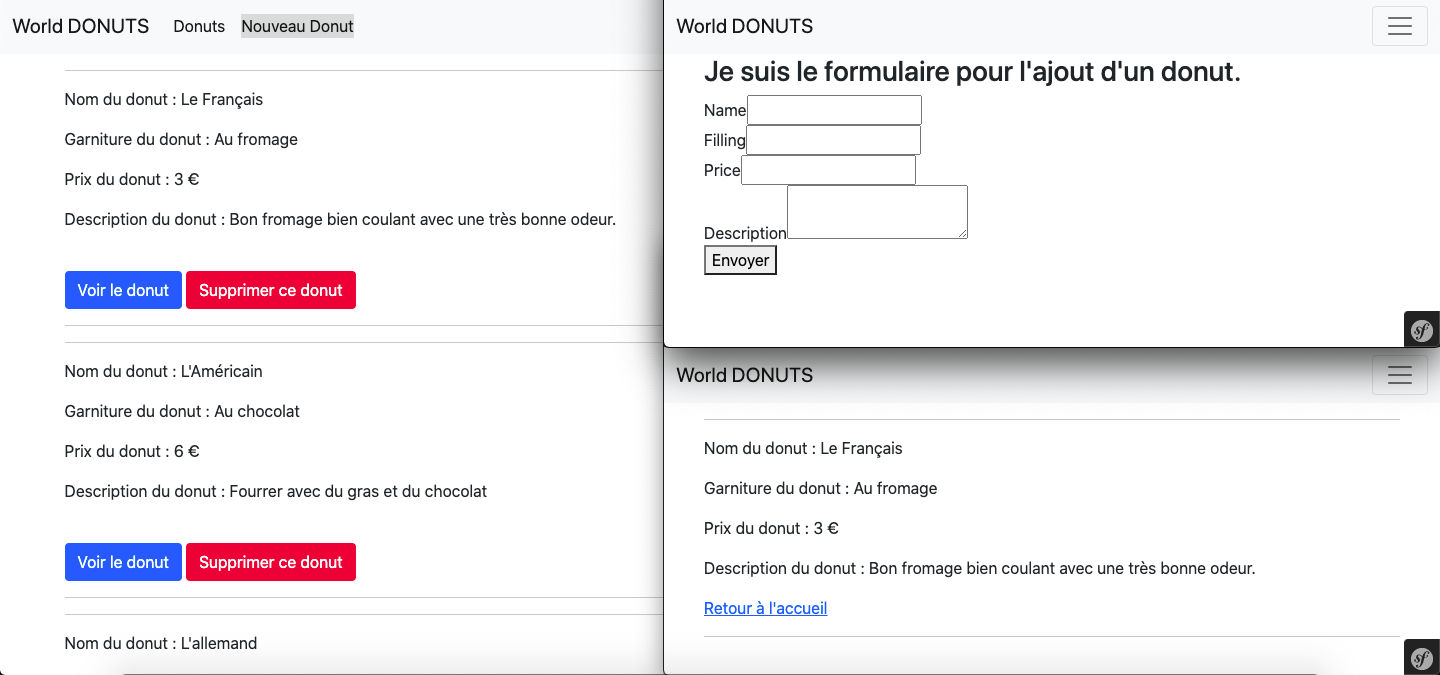 World DONUTS Donuts Nouveau Donut
Nom du donut : Le Français
Garniture du donut : Au fromage
Prix du donut : 3 €
Description du donut : Bon fromage bien coulant avec une très bonne odeur.
Voir le donut Supprimer ce donut
Nom du donut : L'Américain
Garniture du donut : Au chocolat
Prix du donut : 6 €
Description du donut : Fourrer avec du gras et du chocolat
Voir le donut Supprimer ce donut
Nom du donut : L'allemand
World DONUTS
Je suis le formulaire pour l'ajout d'un donut.
Name
Filling
Price
Description
Envoyer
sf
World DONUTS
Nom du donut : Le Français
Garniture du donut : Au fromage
Prix du donut : 3 €
Description du donut : Bon fromage bien coulant avec une très bonne odeur.
Retour à l'accueil
sf